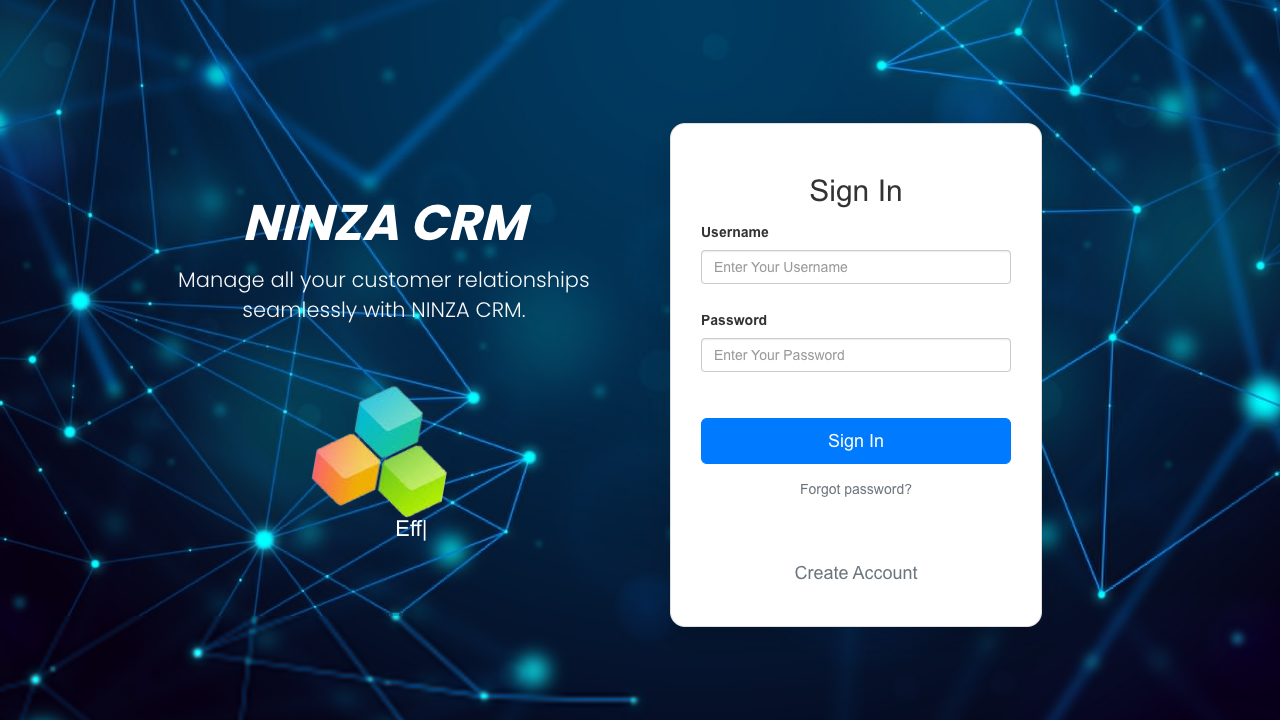 NINZA CRM
Manage all your customer relationships
seamlessly with NINZA CRM.
Eff|
Sign In
Username
Enter Your Username
Password
Enter Your Password
Sign In
Forgot password?
Create Account